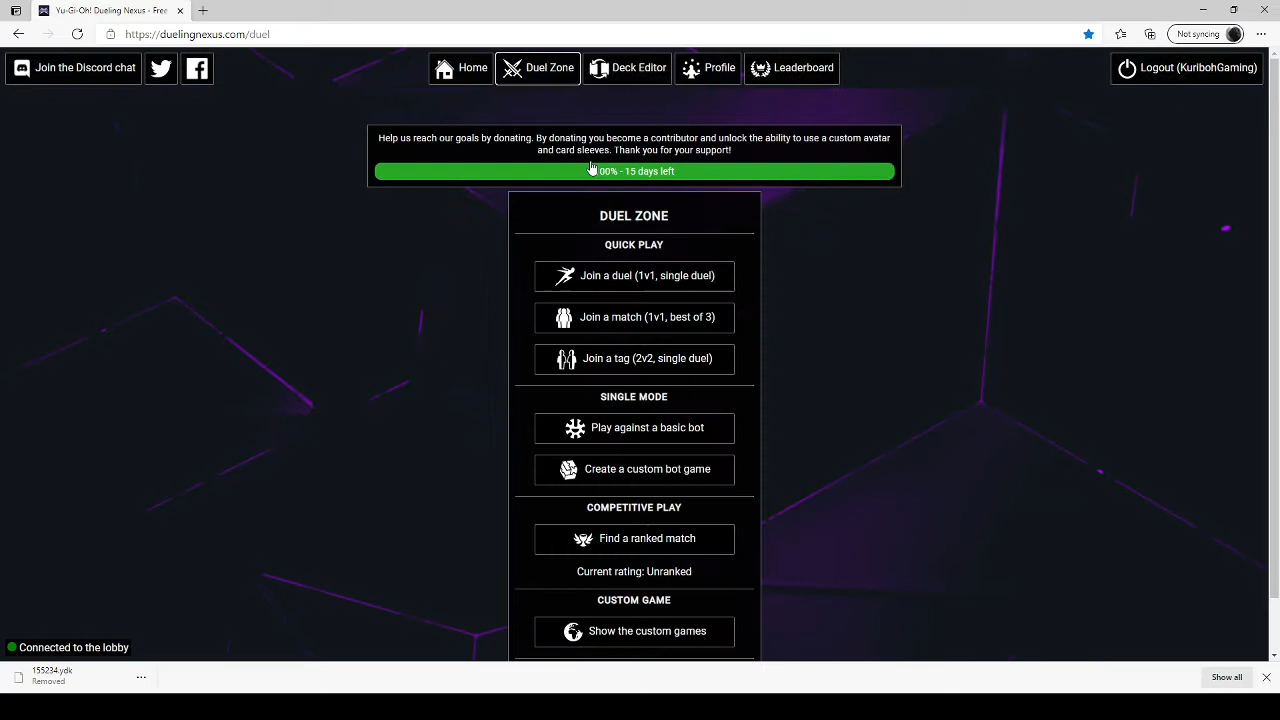 Yu-Gi-Oh! Dueling Nexus - Free
https://duelingnexus.com/duel
Not syncing
Join the Discord chat
Home
Duel Zone
Deck Editor
Profile
Leaderboard
Logout (KuribohGaming)
Help us reach our goals by donating. By donating you become a contributor and unlock the ability to use a custom avatar
and card sleeves. Thank you for your support!
00% - 15 days left
DUEL ZONE
QUICK PLAY
Join a duel (1v1, single duel)
Join a match (1v1, best of 3)
Join a tag (2v2, single duel)
SINGLE MODE
Play against a basic bot
Create a custom bot game
COMPETITIVE PLAY
Find a ranked match
Current rating: Unranked
CUSTOM GAME
Show the custom games
Connected to the lobby
155234.ydk
Removed
Show all